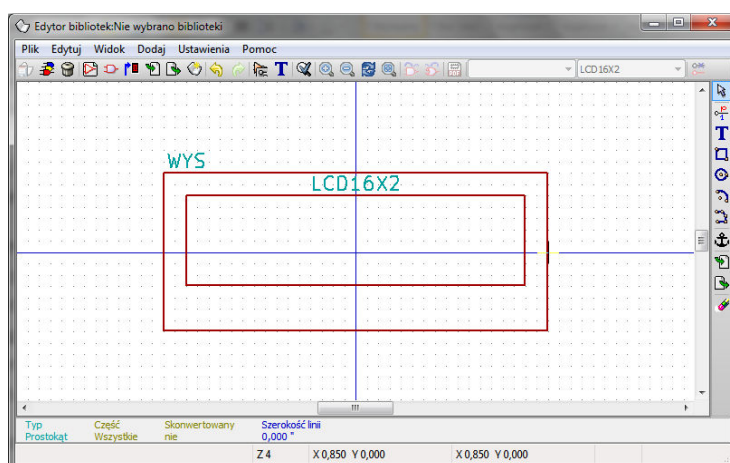 Edytor bibliotek:Nie wybrano biblioteki
Plik Edytuj Widok Dodaj Ustawienia Pomoc
LCD16X2
WYS
LCD16X2
Typ Część Skonwertowany Szerokość linii
Prostokąt Wszystkie nie 0,000 "
Z 4 X 0,850 Y 0,000 X 0,850 Y 0,000